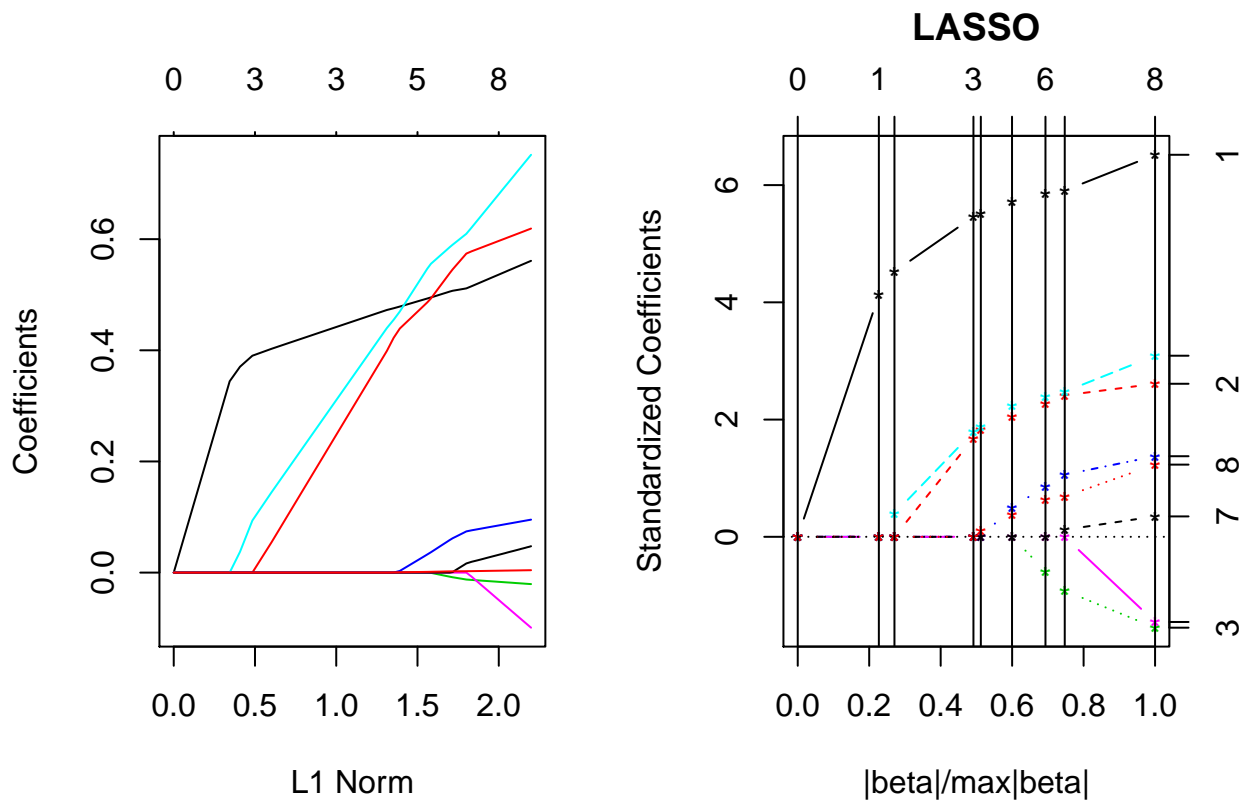 LASSO
0 3 3 5 8
0 1 3 6 8
Coefficients
0.0 0.2 0.4 0.6
0.0 0.5 1.0 1.5 2.0
L1 Norm
Standardized Coefficients
0 2 4 6
3 7 8 2 1
0.0 0.2 0.4 0.6 0.8 1.0
|beta|/max|beta|